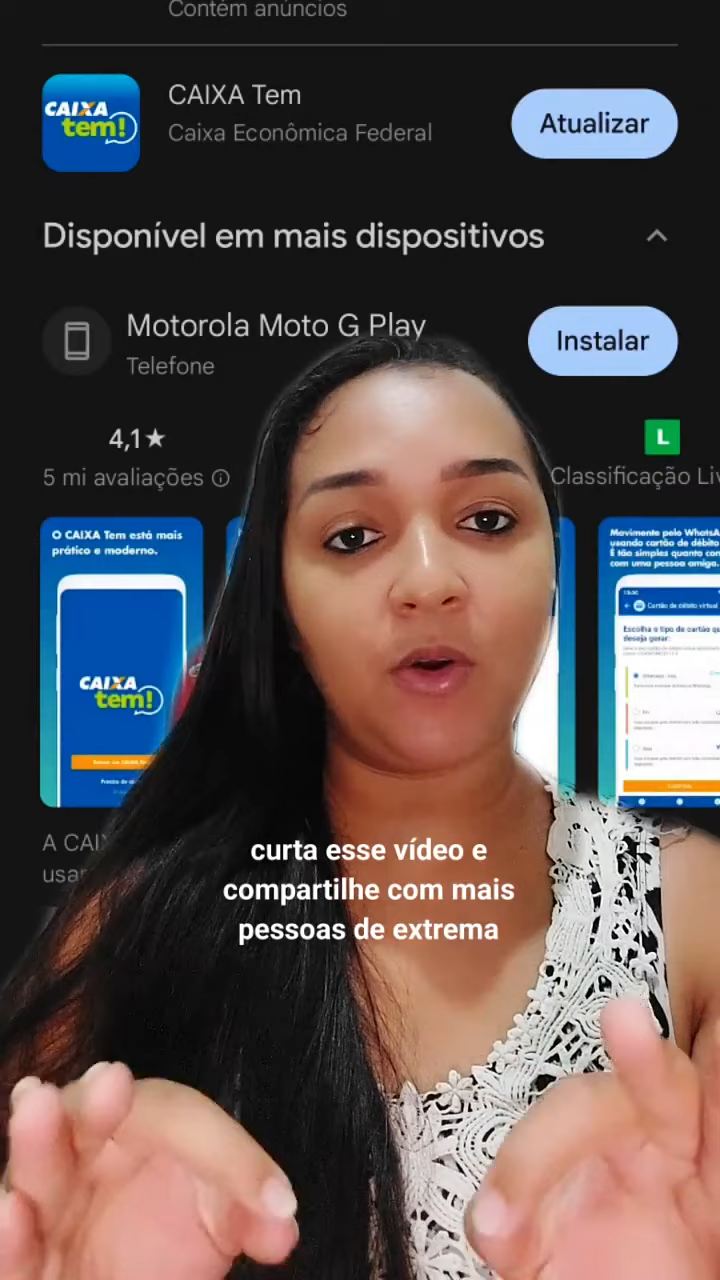 Contém anúncios
CAIXA Tem
Caixa Econômica Federal
Atualizar
CAIXA
tem!
Disponível em mais dispositivos
Motorola Moto G Play
Telefone
Instalar
4,1★
5 mi avaliações
L
Classificação Liv
O CAIXA Tem está mais
prático e moderno.
CAIXA
tem!
Movimente pelo WhatsA
usando cartão de débito
É tão simples quanto con
com uma pessoa amiga.
Cartão de débito virtual
Escolha o tipo de cartão qu
deseja gerar:
A CAIX
usa
curta esse vídeo e
compartilhe com mais
pessoas de extrema